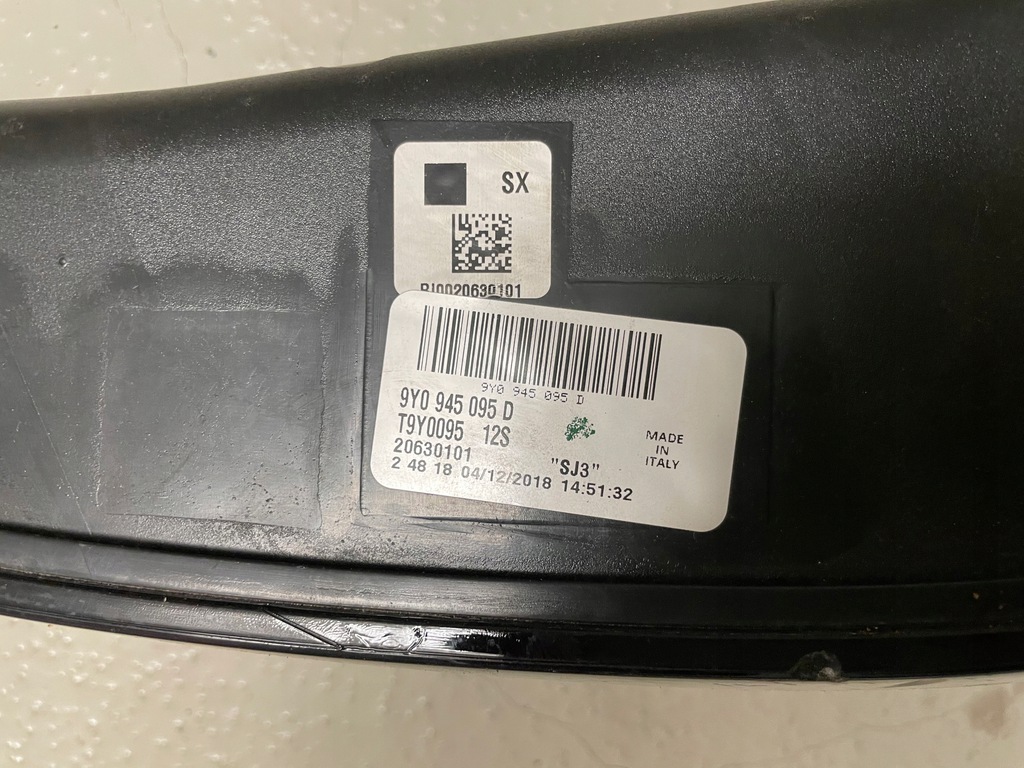 SX
BJ0020630101
9Y0 945 095 D
9Y0 945 095 D
T9Y0095 12S
20630101
"SJ3"
MADE
IN
ITALY
2 48 18 04/12/2018 14:51:32